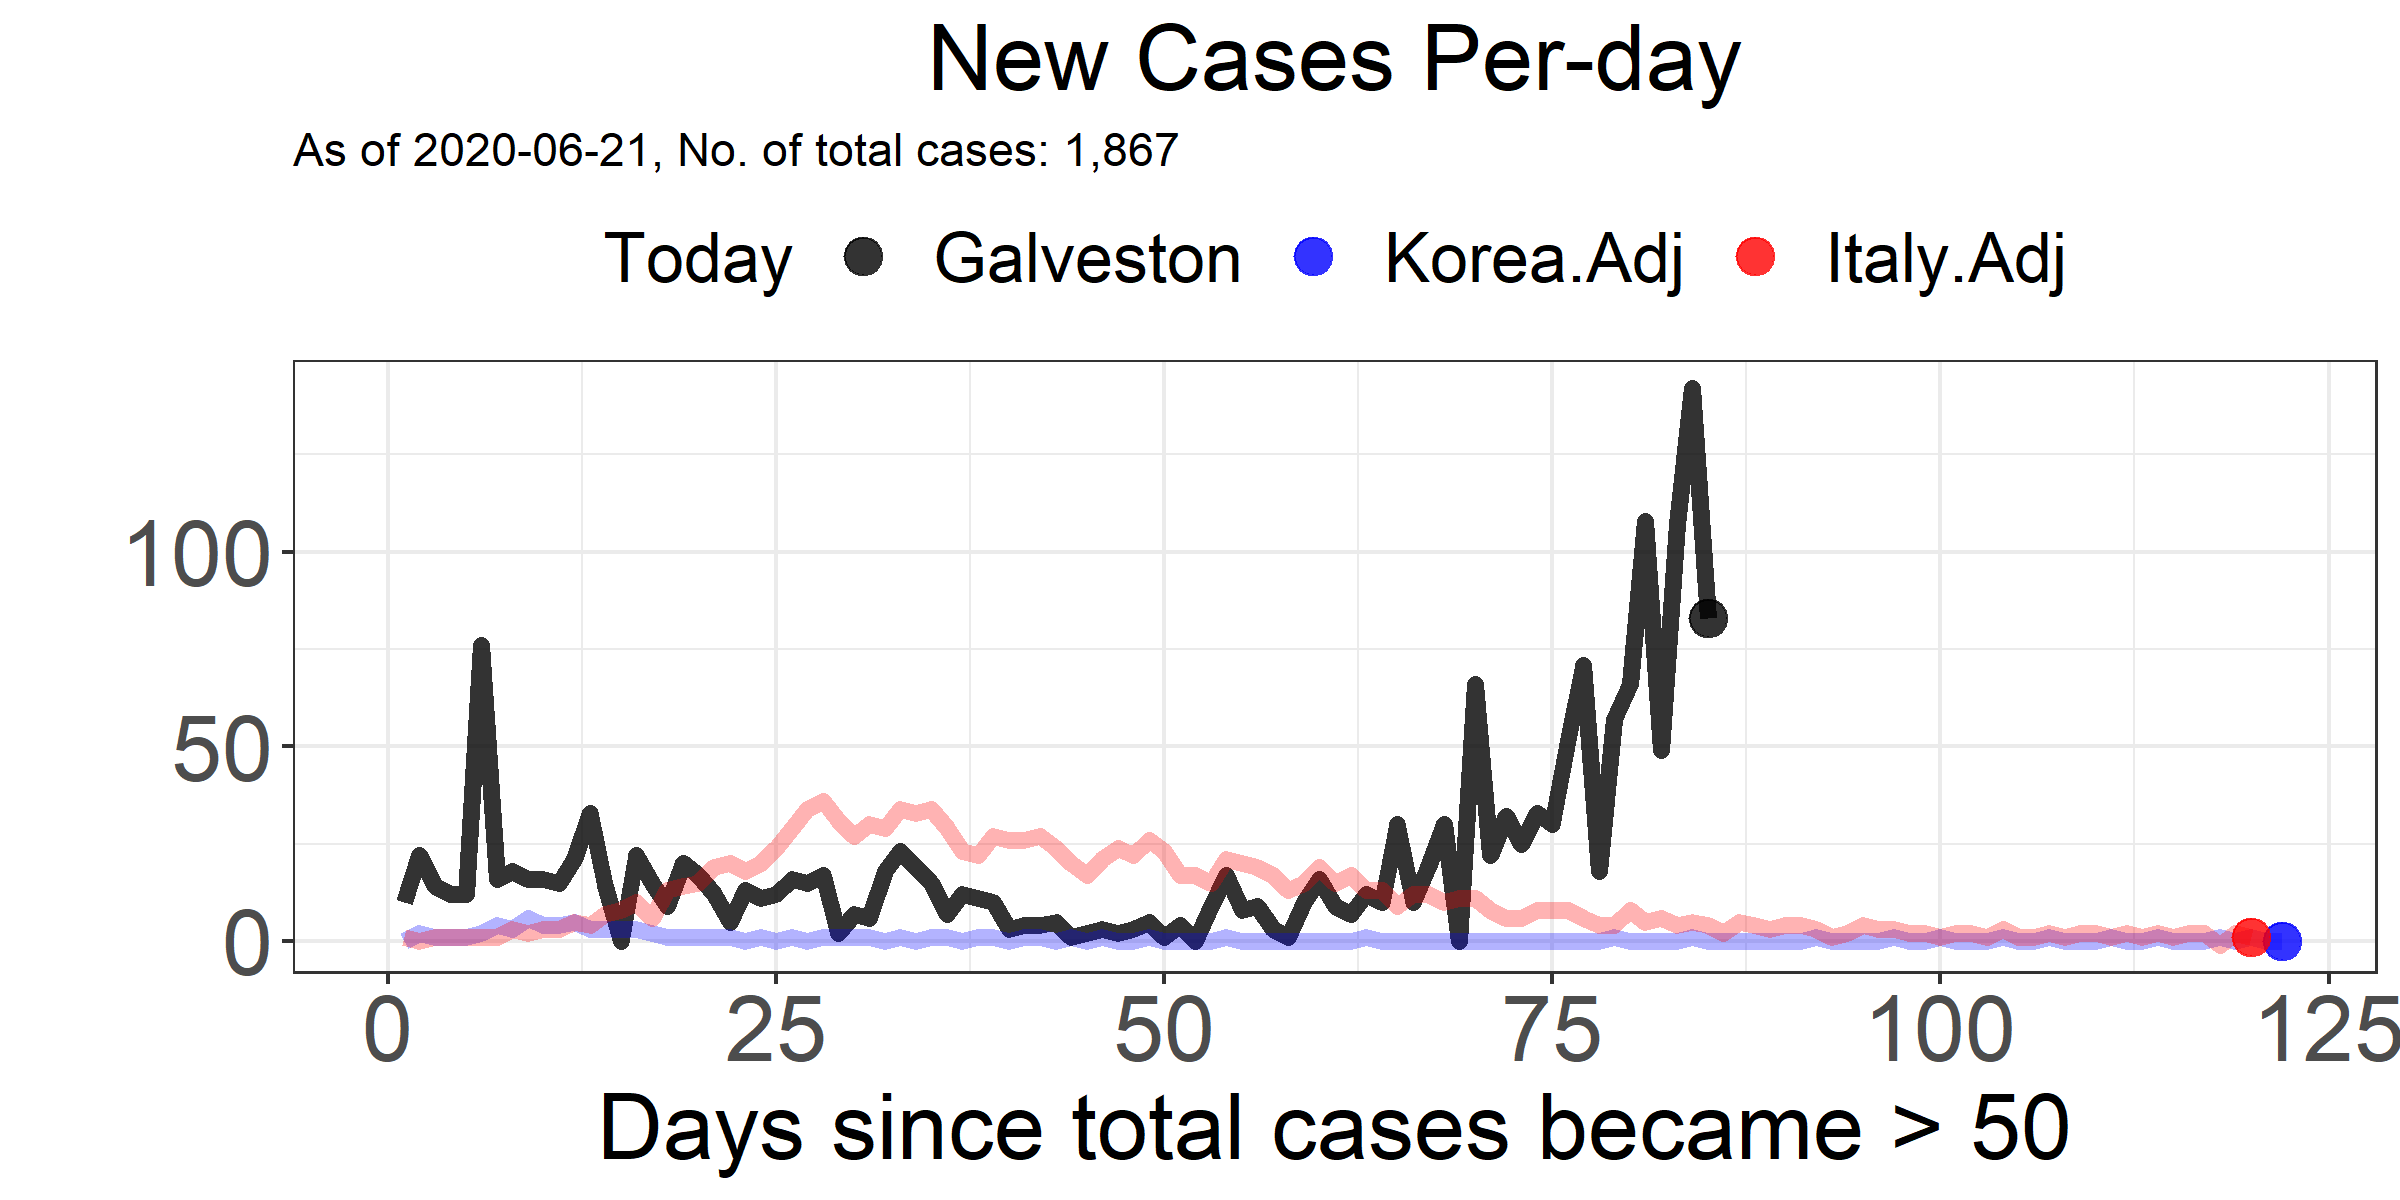 New Cases Per-day
As of 2020-06-21, No. of total cases: 1,867
Today Galveston Korea.Adj Italy.Adj
100
50
0
0 25 50 75 100 125
Days since total cases became > 50